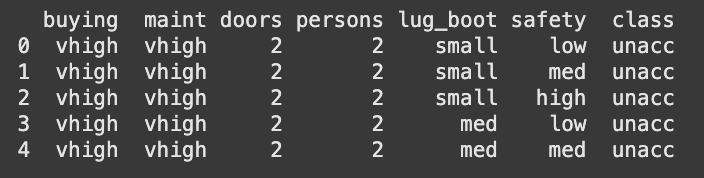 buying maint doors persons lug_boot safety class
0 vhigh vhigh 2 2 small low unacc
1 vhigh vhigh 2 2 small med unacc
2 vhigh vhigh 2 2 small high unacc
3 vhigh vhigh 2 2 med low unacc
4 vhigh vhigh 2 2 med med unacc